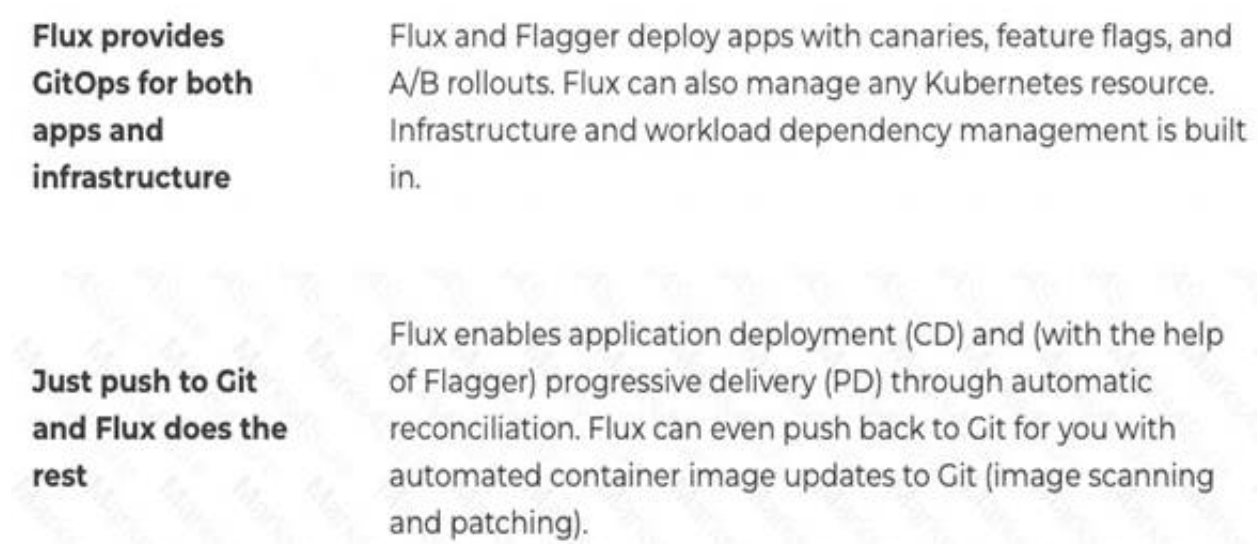 Flux provides
GitOps for both
apps and
infrastructure
Flux and Flagger deploy apps with canaries, feature flags, and
A/B rollouts. Flux can also manage any Kubernetes resource.
Infrastructure and workload dependency management is built
in.
Just push to Git
and Flux does the
rest
Flux enables application deployment (CD) and (with the help
of Flagger) progressive delivery (PD) through automatic
reconciliation. Flux can even push back to Git for you with
automated container image updates to Git (image scanning
and patching).